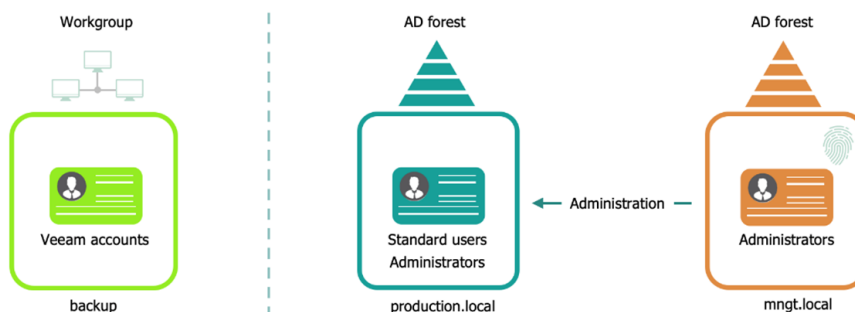 Workgroup
AD forest
AD forest
Veeam accounts
Standard users
Administrators
Administration
Administrators
backup
production.local
mngt.local